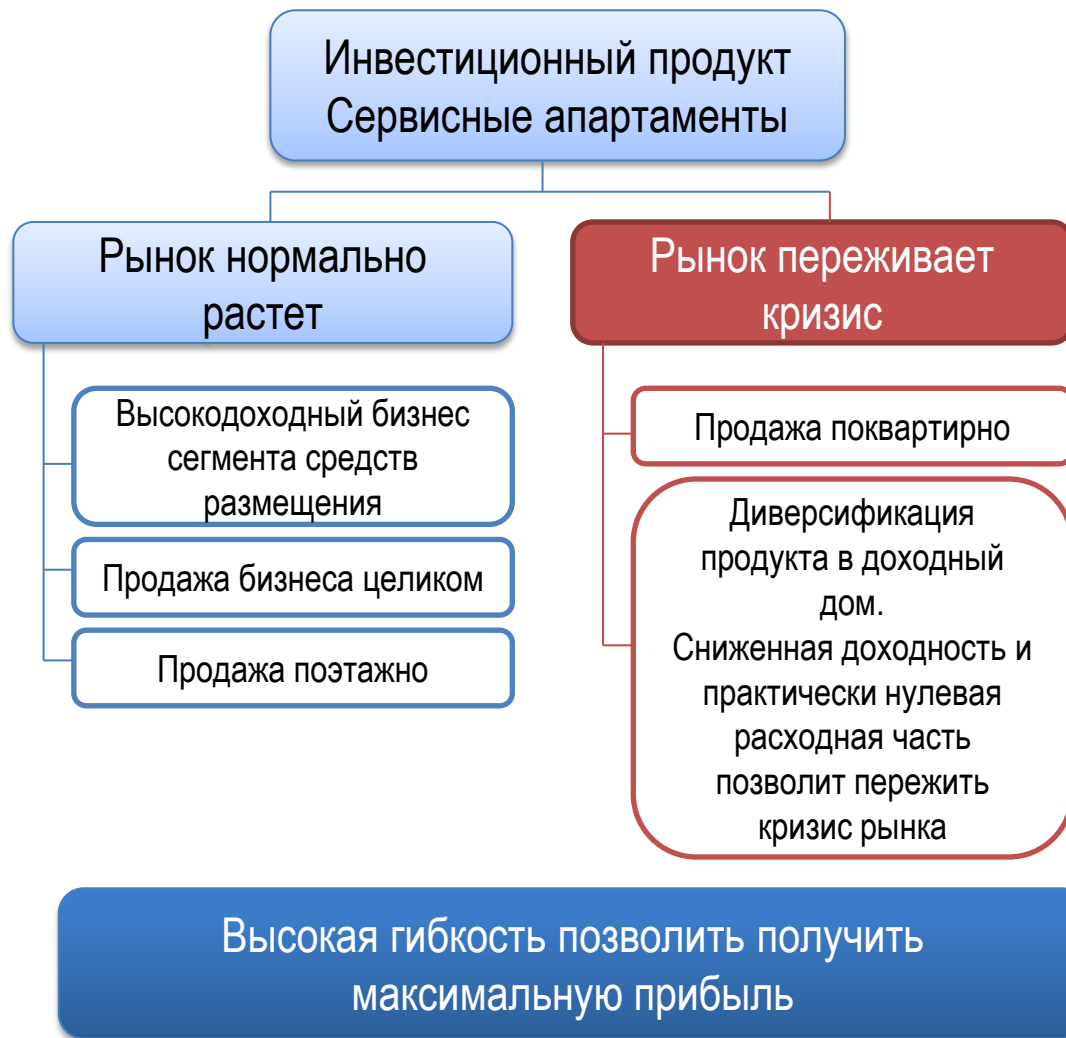 Инвестиционный продукт
Сервисные апартаменты
Рынок нормально
растет
Высокодоходный бизнес
сегмента средств
размещения
Продажа бизнеса целиком
Продажа поэтажно
Рынок переживает
кризис
Продажа поквартирно
Диверсификация
продукта в доходный
дом.
Сниженная доходность и
практически нулевая
расходная часть
позволит пережить
кризис рынка
Высокая гибкость позволить получить
максимальную прибыль